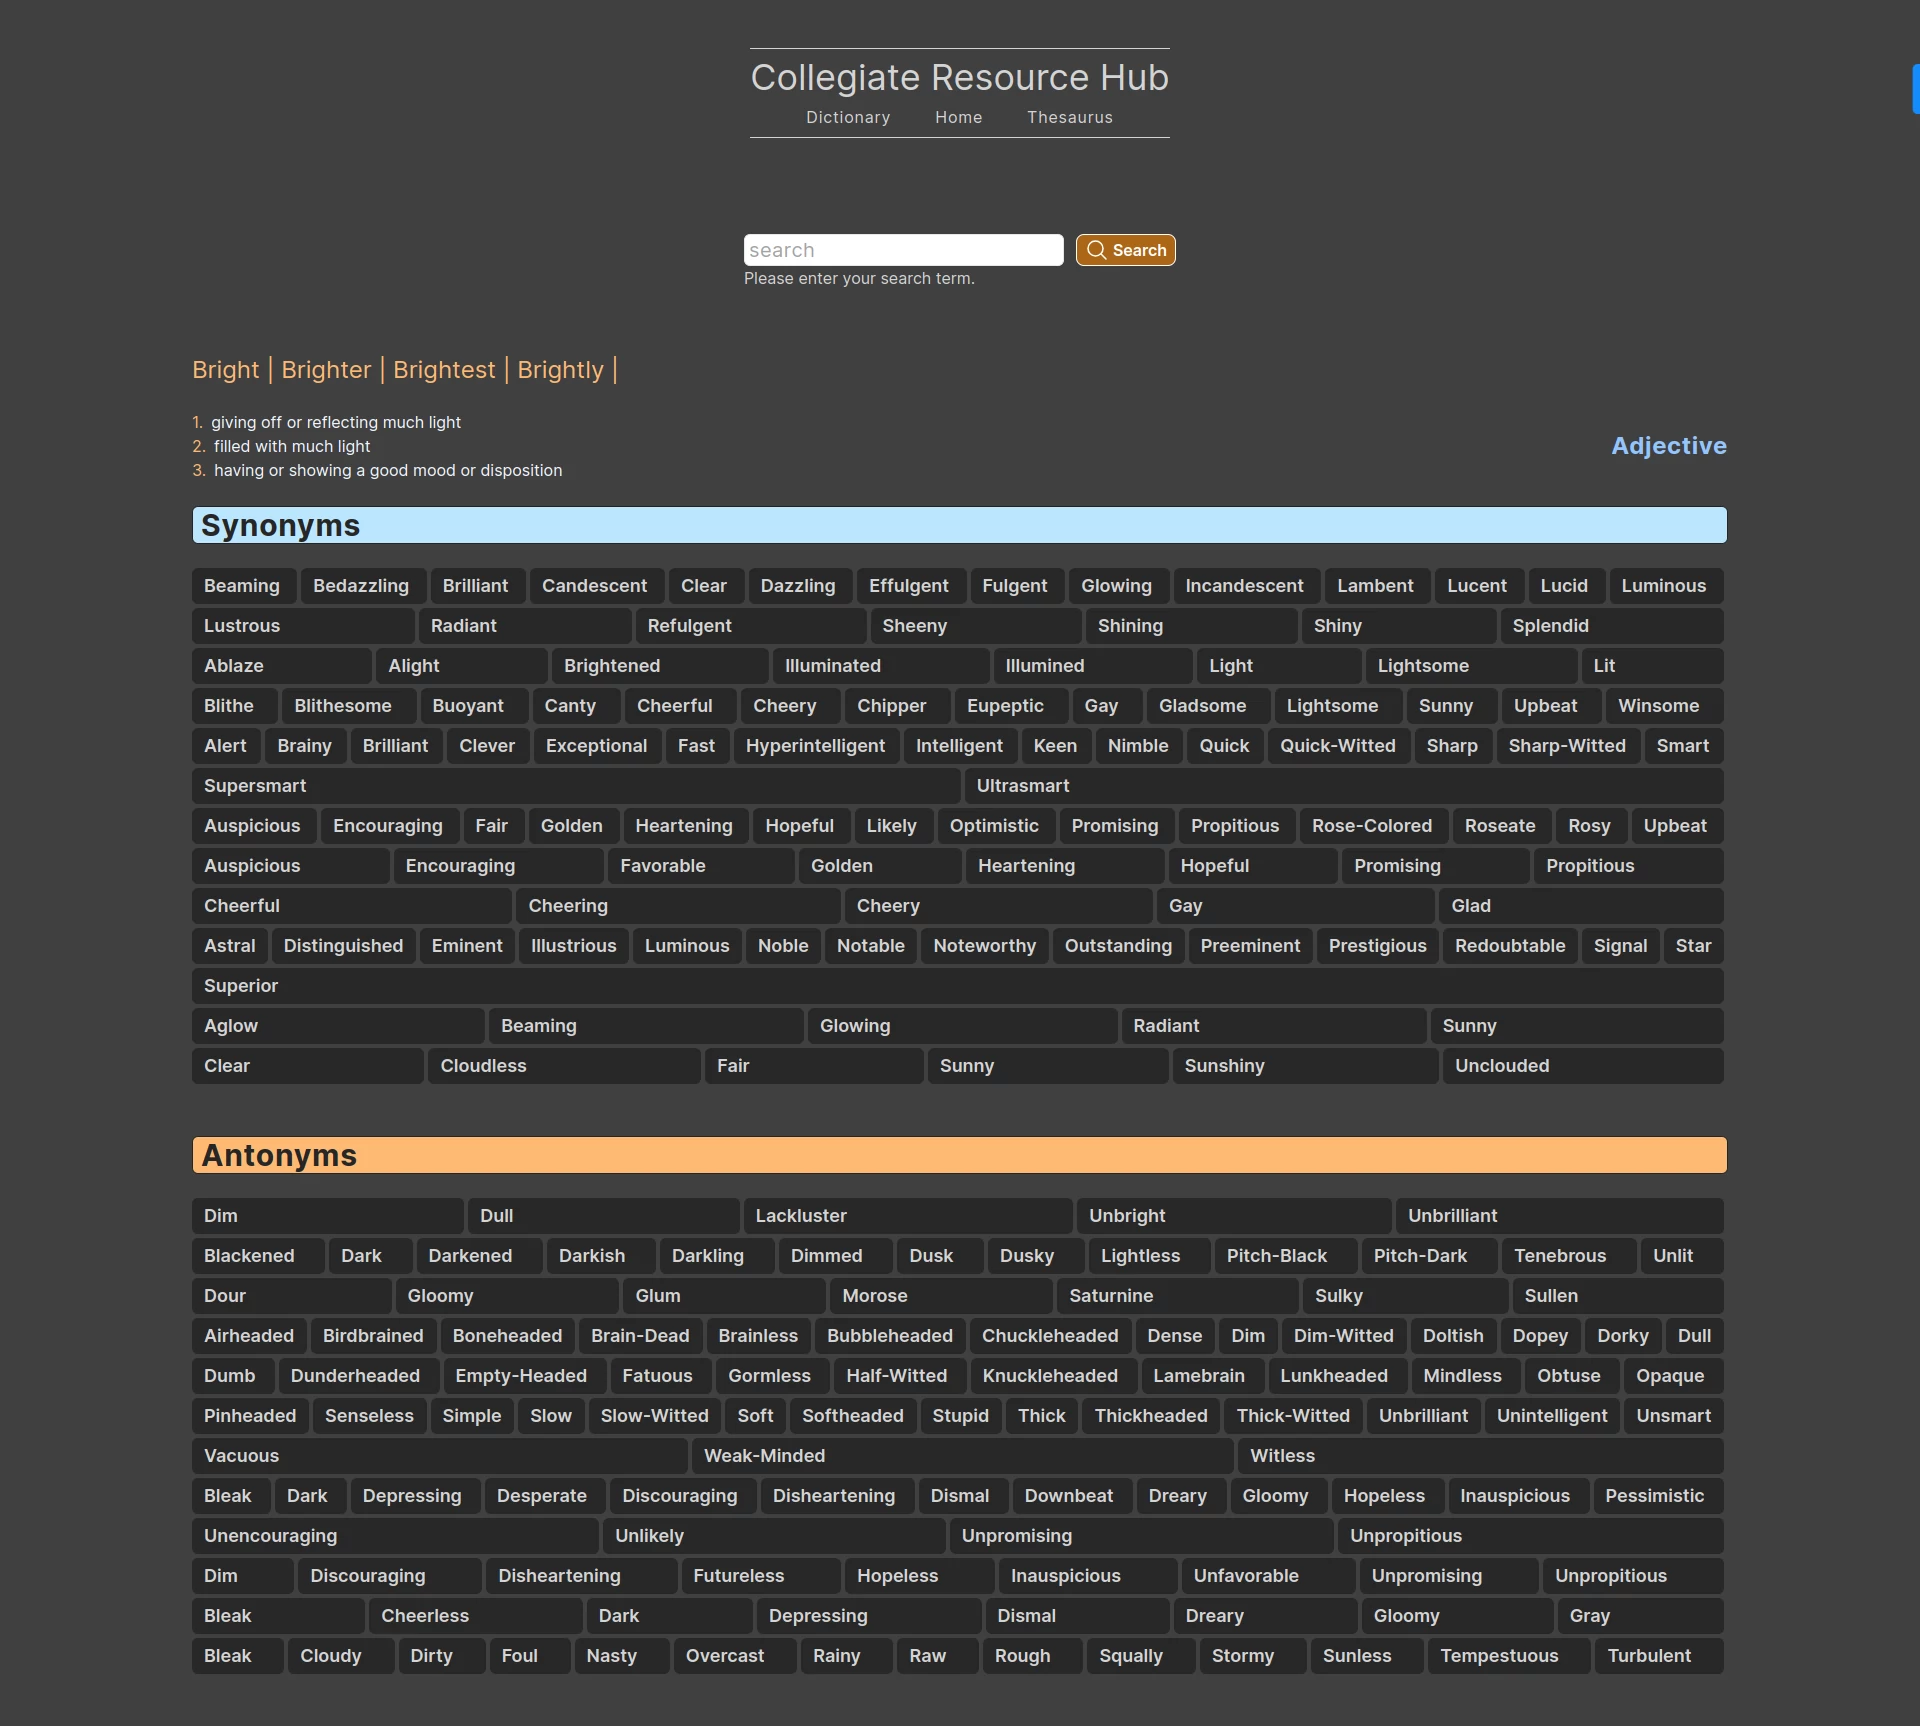 Collegiate Resource Hub
Dictionary Home Thesaurus
search Search
Please enter your search term.
Bright | Brighter | Brightest | Brightly |
1. giving off or reflecting much light
2. filled with much light
3. having or showing a good mood or disposition
Adjective
Synonyms
Beaming Bedazzling Brilliant Candescent Clear Dazzling Effulgent Fulgent Glowing Incandescent Lambent Lucent Lucid Luminous
Lustrous Radiant Refulgent Sheeny Shining Shiny Splendid
Ablaze Alight Brightened Illuminated Illumined Light Lightsome Lit
Blithe Blithesome Buoyant Canty Cheerful Cheery Chipper Eupeptic Gay Gladsome Lightsome Sunny Upbeat Winsome
Alert Brainy Brilliant Clever Exceptional Fast Hyperintelligent Intelligent Keen Nimble Quick Quick-Witted Sharp Sharp-Witted Smart
Supersmart Ultrasmart
Auspicious Encouraging Fair Golden Heartening Hopeful Likely Optimistic Promising Propitious Rose-Colored Roseate Rosy Upbeat
Auspicious Encouraging Favorable Golden Heartening Hopeful Promising Propitious
Cheerful Cheering Cheery Gay Glad
Astral Distinguished Eminent Illustrious Luminous Noble Notable Noteworthy Outstanding Preeminent Prestigious Redoubtable Signal Star
Superior
Aglow Beaming Glowing Radiant Sunny
Clear Cloudless Fair Sunny Sunshiny Unclouded
Antonyms
Dim Dull Lackluster Unbright Unbrilliant
Blackened Dark Darkened Darkish Darkling Dimmed Dusk Dusky Lightless Pitch-Black Pitch-Dark Tenebrous Unlit
Dour Gloomy Glum Morose Saturnine Sulky Sullen
Airheaded Birdbrained Boneheaded Brain-Dead Brainless Bubbleheaded Chuckleheaded Dense Dim Dim-Witted Doltish Dopey Dorky Dull
Dumb Dunderheaded Empty-Headed Fatuous Gormless Half-Witted Knuckleheaded Lamebrain Lunkheaded Mindless Obtuse Opaque
Pinheaded Senseless Simple Slow Slow-Witted Soft Softheaded Stupid Thick Thickheaded Thick-Witted Unbrilliant Unintelligent Unsmart
Vacuous Weak-Minded Witless
Bleak Dark Depressing Desperate Discouraging Disheartening Dismal Downbeat Dreary Gloomy Hopeless Inauspicious Pessimistic
Unencouraging Unlikely Unpromising Unpropitious
Dim Discouraging Disheartening Futureless Hopeless Inauspicious Unfavorable Unpromising Unpropitious
Bleak Cheerless Dark Depressing Dismal Dreary Gloomy Gray
Bleak Cloudy Dirty Foul Nasty Overcast Rainy Raw Rough Squally Stormy Sunless Tempestuous Turbulent